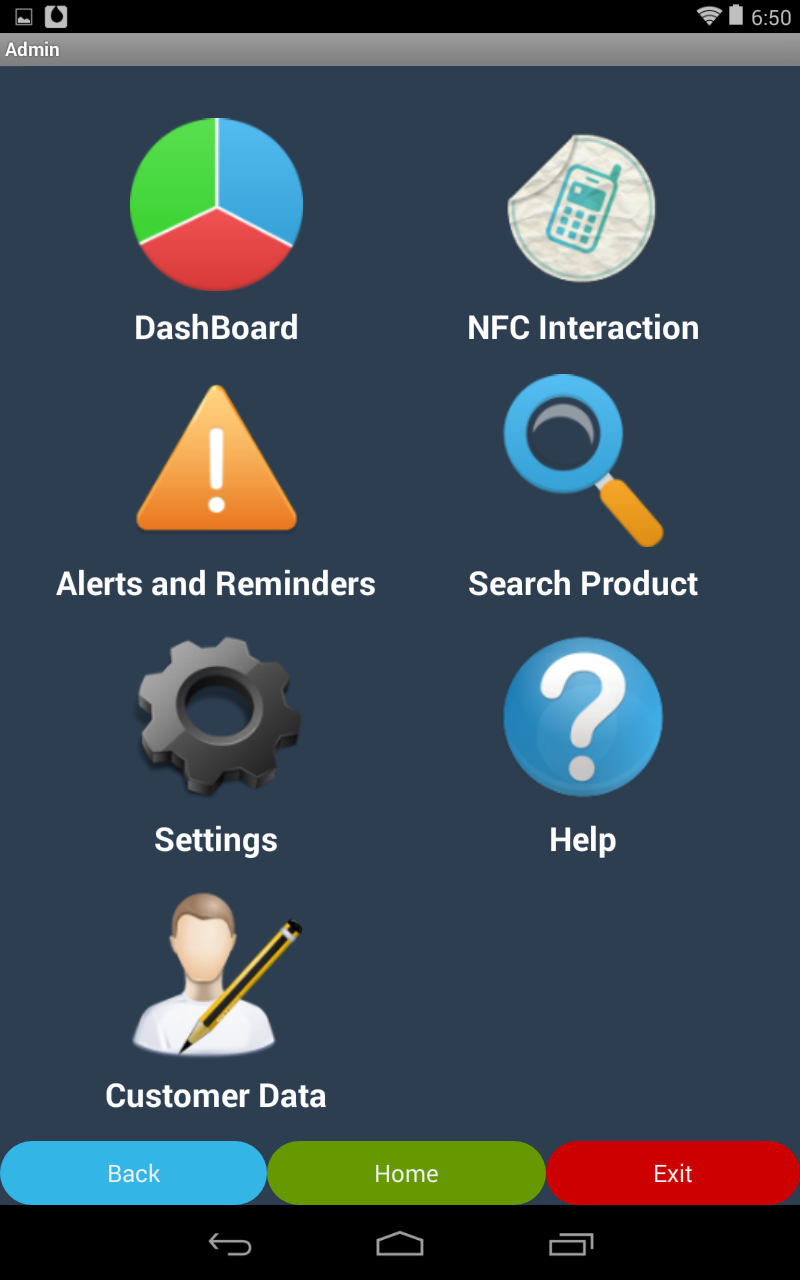 6:50
Admin
DashBoard
NFC Interaction
Alerts and Reminders
Search Product
Settings
Help
Customer Data
Back
Home
Exit